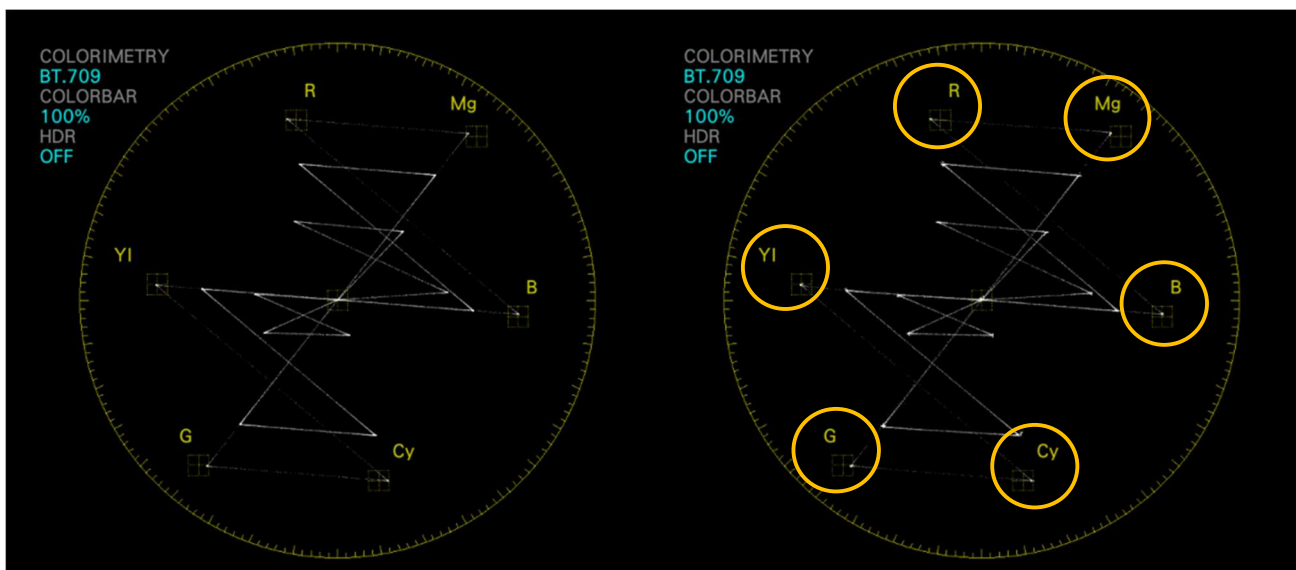 COLORIMETRY
BT.709
COLORBAR
100%
HDR
OFF
R
Mg
Yl
B
G
Cy
COLORIMETRY
BT.709
COLORBAR
100%
HDR
OFF
R
Mg
Yl
B
G
Cy